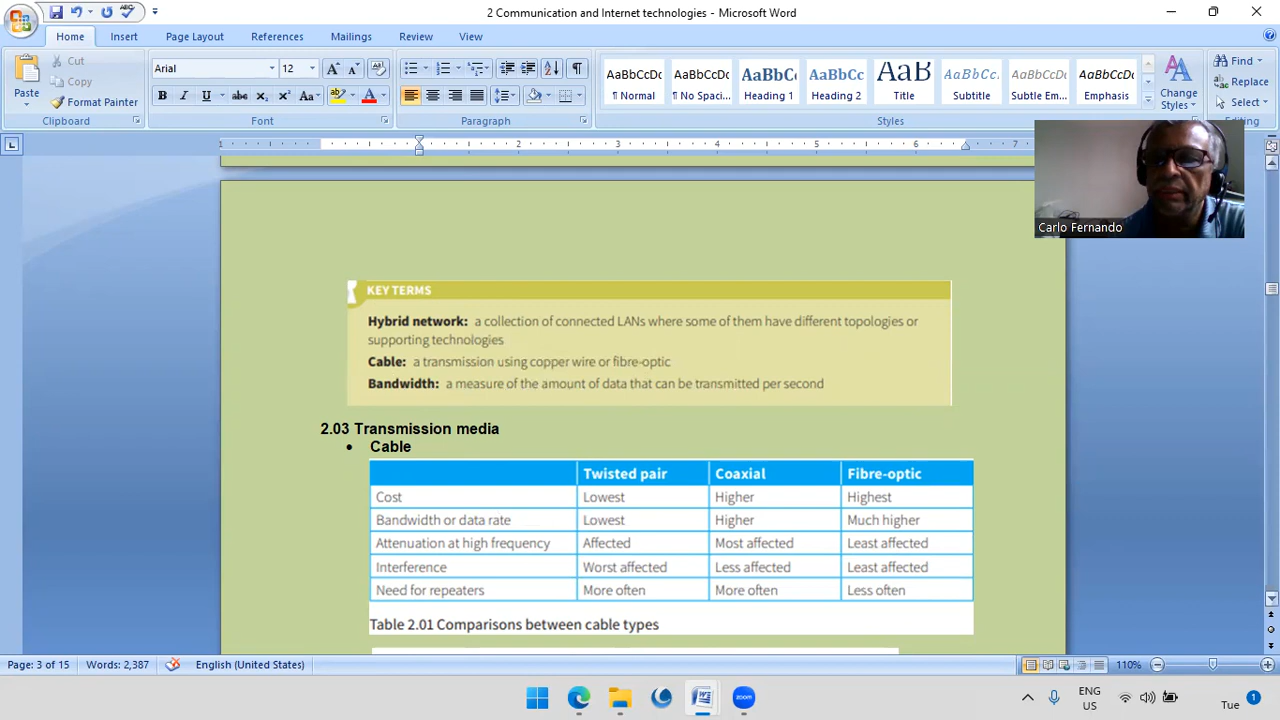 2 Communication and Internet technologies - Microsoft Word
Home Insert Page Layout References Mailings Review View
Cut
Copy
Format Painter
Paste
Clipboard
Arial 12
Font
Paragraph
AaBbCcDc AaBbCcDc AaBbCc AaBbCc AaB AaBbCc AaBbCcDc AaBbCcDc
¶ Normal ¶ No Spaci... Heading 1 Heading 2 Title Subtitle Subtle Em... Emphasis
Change Styles
Styles
Find
Replace
Select
Editing
Carlo Fernando
KEY TERMS
Hybrid network: a collection of connected LANs where some of them have different topologies or
supporting technologies
Cable: a transmission using copper wire or fibre-optic
Bandwidth: a measure of the amount of data that can be transmitted per second
2.03 Transmission media
• Cable
Twisted pair Coaxial Fibre-optic
Cost Lowest Higher Highest
Bandwidth or data rate Lowest Higher Much higher
Attenuation at high frequency Affected Most affected Least affected
Interference Worst affected Less affected Least affected
Need for repeaters More often More often Less often
Table 2.01 Comparisons between cable types
Page: 3 of 15 Words: 2,387 English (United States) 110%
zoom
ENG
US
Tue 1